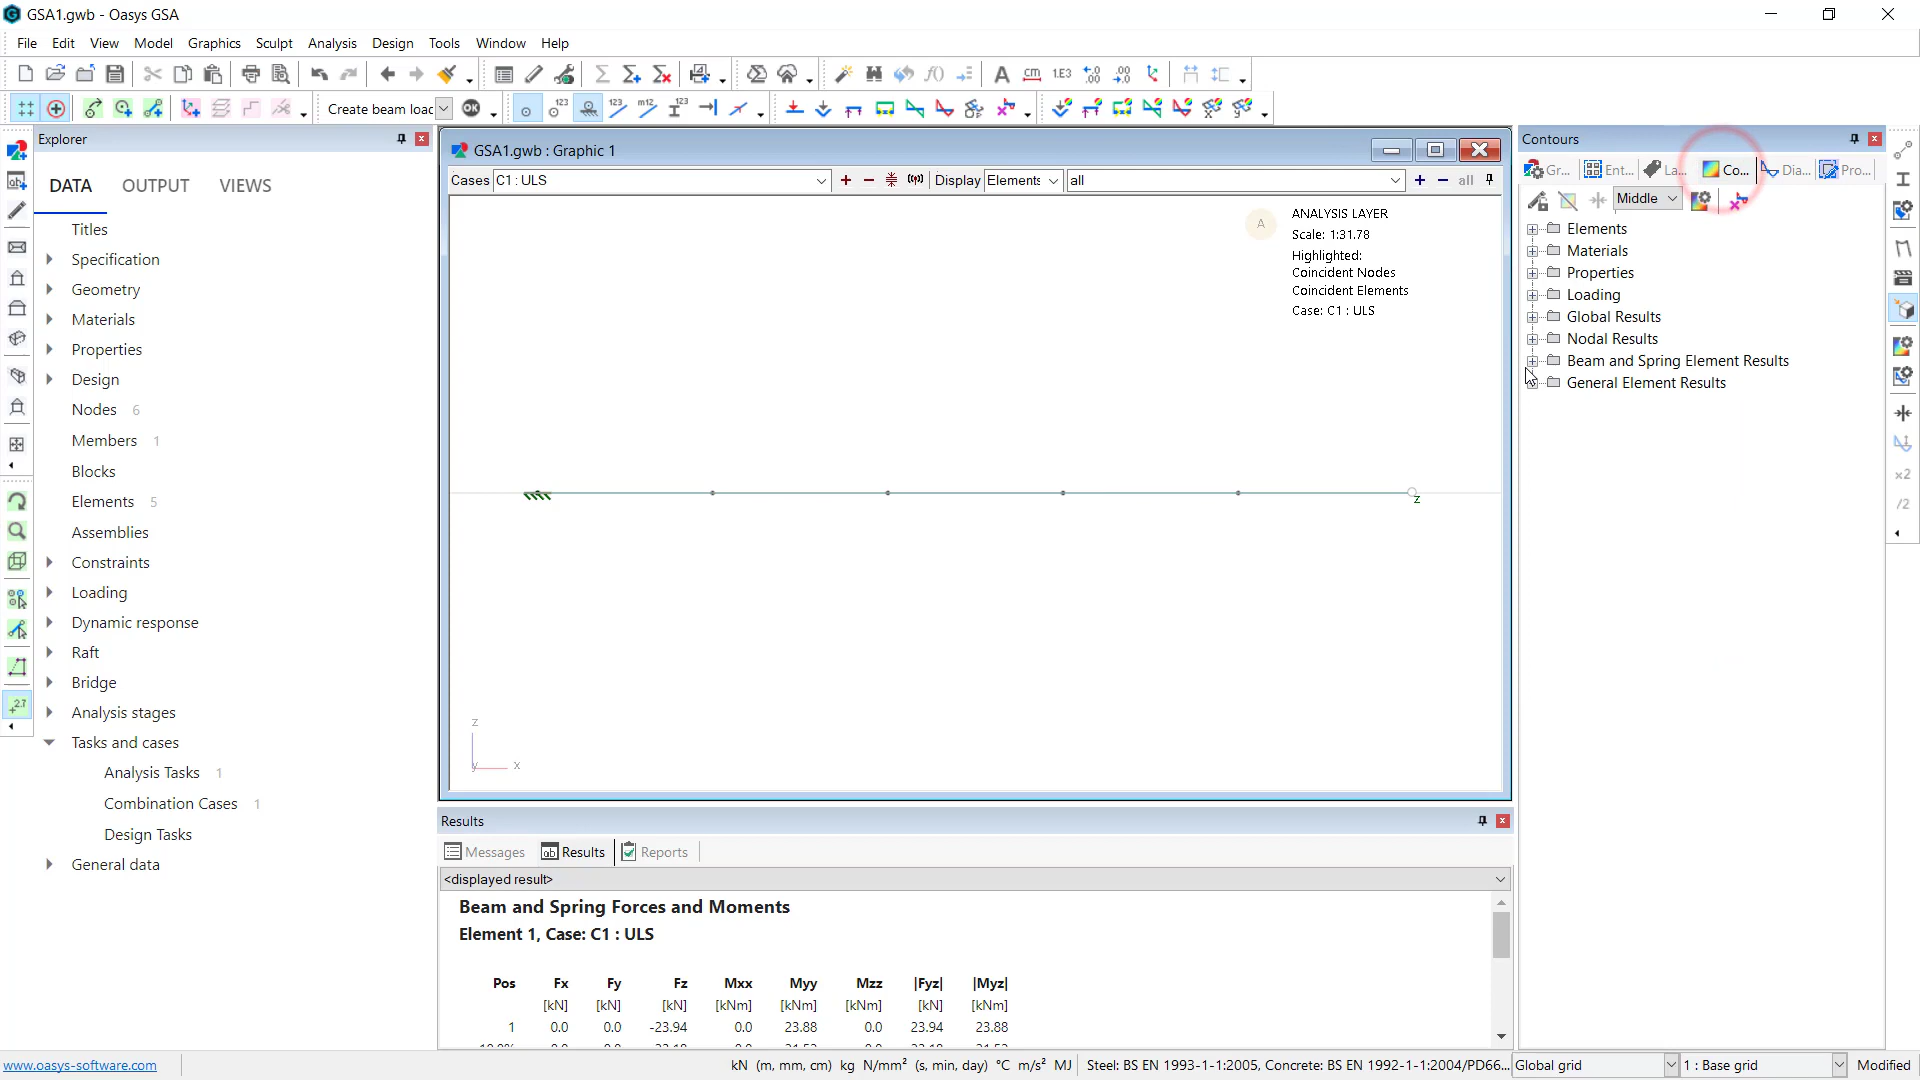 GSA1.gwb - Oasys GSA
File Edit View Model Graphics Sculpt Analysis Design Tools Window Help
Create beam loac OK
Explorer
DATA OUTPUT VIEWS
Titles
Specification
Geometry
Materials
Properties
Design
Nodes 6
Members 1
Blocks
Elements 5
Assemblies
Constraints
Loading
Dynamic response
Raft
Bridge
Analysis stages
Tasks and cases
Analysis Tasks 1
Combination Cases 1
Design Tasks
General data
GSA1.gwb : Graphic 1
Cases C1 : ULS Display Elements all all
A
ANALYSIS LAYER
Scale: 1:31.78
Highlighted:
Coincident Nodes
Coincident Elements
Case: C1 : ULS
z
z
y x
Results
Messages Results Reports
<displayed result>
Beam and Spring Forces and Moments
Element 1, Case: C1 : ULS
Pos Fx Fy Fz Mxx Myy Mzz |Fyz| |Myz|
[kN] [kN] [kN] [kNm] [kNm] [kNm] [kN] [kNm]
1 0.0 0.0 -23.94 0.0 23.88 0.0 23.94 23.88
Contours
Gr... Ent... La... Co... Dia... Pro...
Middle
Elements
Materials
Properties
Loading
Global Results
Nodal Results
Beam and Spring Element Results
General Element Results
x2
/2
www.oasys-software.com
kN (m, mm, cm) kg N/mm² (s, min, day) °C m/s² MJ Steel: BS EN 1993-1-1:2005, Concrete: BS EN 1992-1-1:2004/PD66... Global grid 1 : Base grid Modified